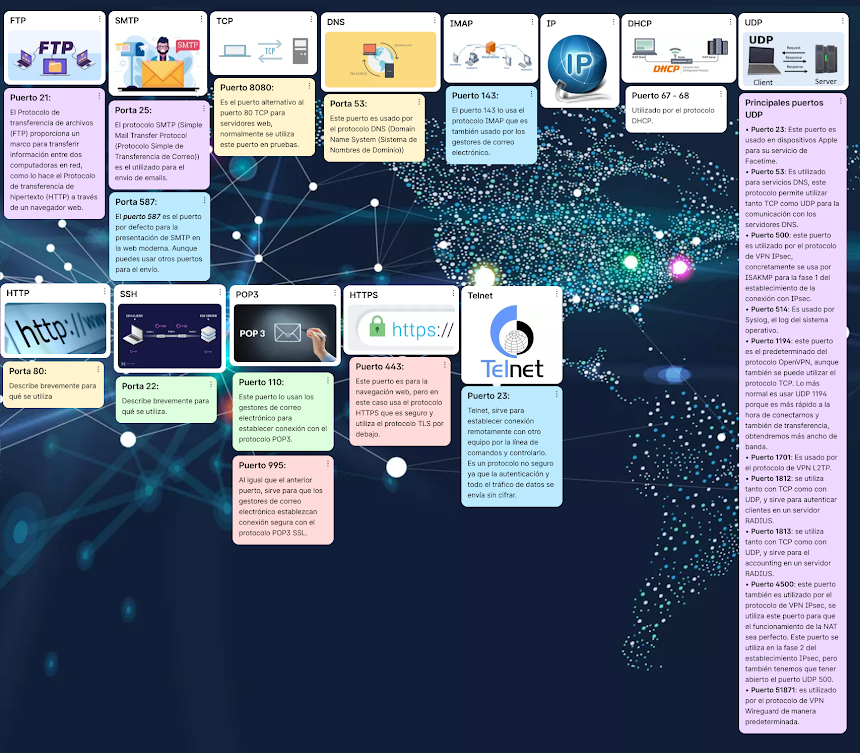 FTP
FTP
Puerto 21:
El Protocolo de
transferencia de archivos
(FTP) proporciona un
marco para transferir
información entre dos
computadoras en red,
como lo hace el Protocolo
de transferencia de
hipertexto (HTTP) a través
de un navegador web.
SMTP
SMTP
Porta 25:
El protocolo SMTP (Simple
Mail Transfer Protocol
(Protocolo Simple de
Transferencia de Correo))
es el utilizado para el
envío de emails.
Porta 587:
El puerto 587 es el puerto
por defecto para la
presentación de SMTP en
la web moderna. Aunque
puedes usar otros puertos
para el envío.
TCP
TCP
Puerto 8080:
Es el puerto alternativo al
puerto 80 TCP para
servidores web,
normalmente se utiliza
este puerto en pruebas.
DNS
Porta 53:
Este puerto es usado por
el protocolo DNS (Domain
Name System (Sistema de
Nombres de Dominio))
IMAP
Puerto 143:
El puerto 143 lo usa el
protocolo IMAP que es
también usado por los
gestores de correo
electrónico.
IP
IP
DHCP
DHCP
Puerto 67 - 68
Utilizado por el protocolo
DHCP.
UDP
UDP
Request
Response
Response
Client
Server
Principales puertos
UDP
• Puerto 23: Este puerto es
usado en dispositivos Apple
para su servicio de
Facetime.
• Puerto 53: Es utilizado
para servicios DNS, este
protocolo permite utilizar
tanto TCP como UDP para la
comunicación con los
servidores DNS.
• Puerto 500: este puerto
es utilizado por el protocolo
de VPN IPsec,
concretamente se usa por
ISAKMP para la fase 1 del
establecimiento de la
conexión con IPsec.
• Puerto 514: Es usado por
Syslog, el log del sistema
operativo.
• Puerto 1194: este puerto
es el predeterminado del
protocolo OpenVPN, aunque
también se puede utilizar el
protocolo TCP. Lo más
normal es usar UDP 1194
porque es más rápido a la
hora de conectarnos y
también de transferencia,
obtendremos más ancho de
banda.
• Puerto 1701: Es usado por
el protocolo de VPN L2TP.
• Puerto 1812: se utiliza
tanto con TCP como con
UDP, y sirve para autenticar
clientes en un servidor
RADIUS.
• Puerto 1813: se utiliza
tanto con TCP como con
UDP, y sirve para el
accounting en un servidor
RADIUS.
• Puerto 4500: este puerto
también es utilizado por el
protocolo de VPN IPsec, se
utiliza este puerto para que
el funcionamiento de la NAT
sea perfecto. Este puerto se
utiliza en la fase 2 del
establecimiento IPsec, pero
también tenemos que tener
abierto el puerto UDP 500.
• Puerto 51871: es utilizado
por el protocolo de VPN
Wireguard de manera
predeterminada.
HTTP
http://www
Porta 80:
Describe brevemente para
qué se utiliza
SSH
SSH CLIENT
SSH SERVER
Porta 22:
Describe brevemente para
qué se utiliza.
POP3
POP 3
Puerto 110:
Este puerto lo usan los
gestores de correo
electrónico para
establecer conexión con el
protocolo POP3.
Puerto 995:
Al igual que el anterior
puerto, sirve para que los
gestores de correo
electrónico establezcan
conexión segura con el
protocolo POP3 SSL.
HTTPS
https://
Puerto 443:
Este puerto es para la
navegación web, pero en
este caso usa el protocolo
HTTPS que es seguro y
utiliza el protocolo TLS por
debajo.
Telnet
Telnet
Puerto 23:
Telnet, sirve para
establecer conexión
remotamente con otro
equipo por la línea de
comandos y controlarlo.
Es un protocolo no seguro
ya que la autenticación y
todo el tráfico de datos se
envía sin cifrar.